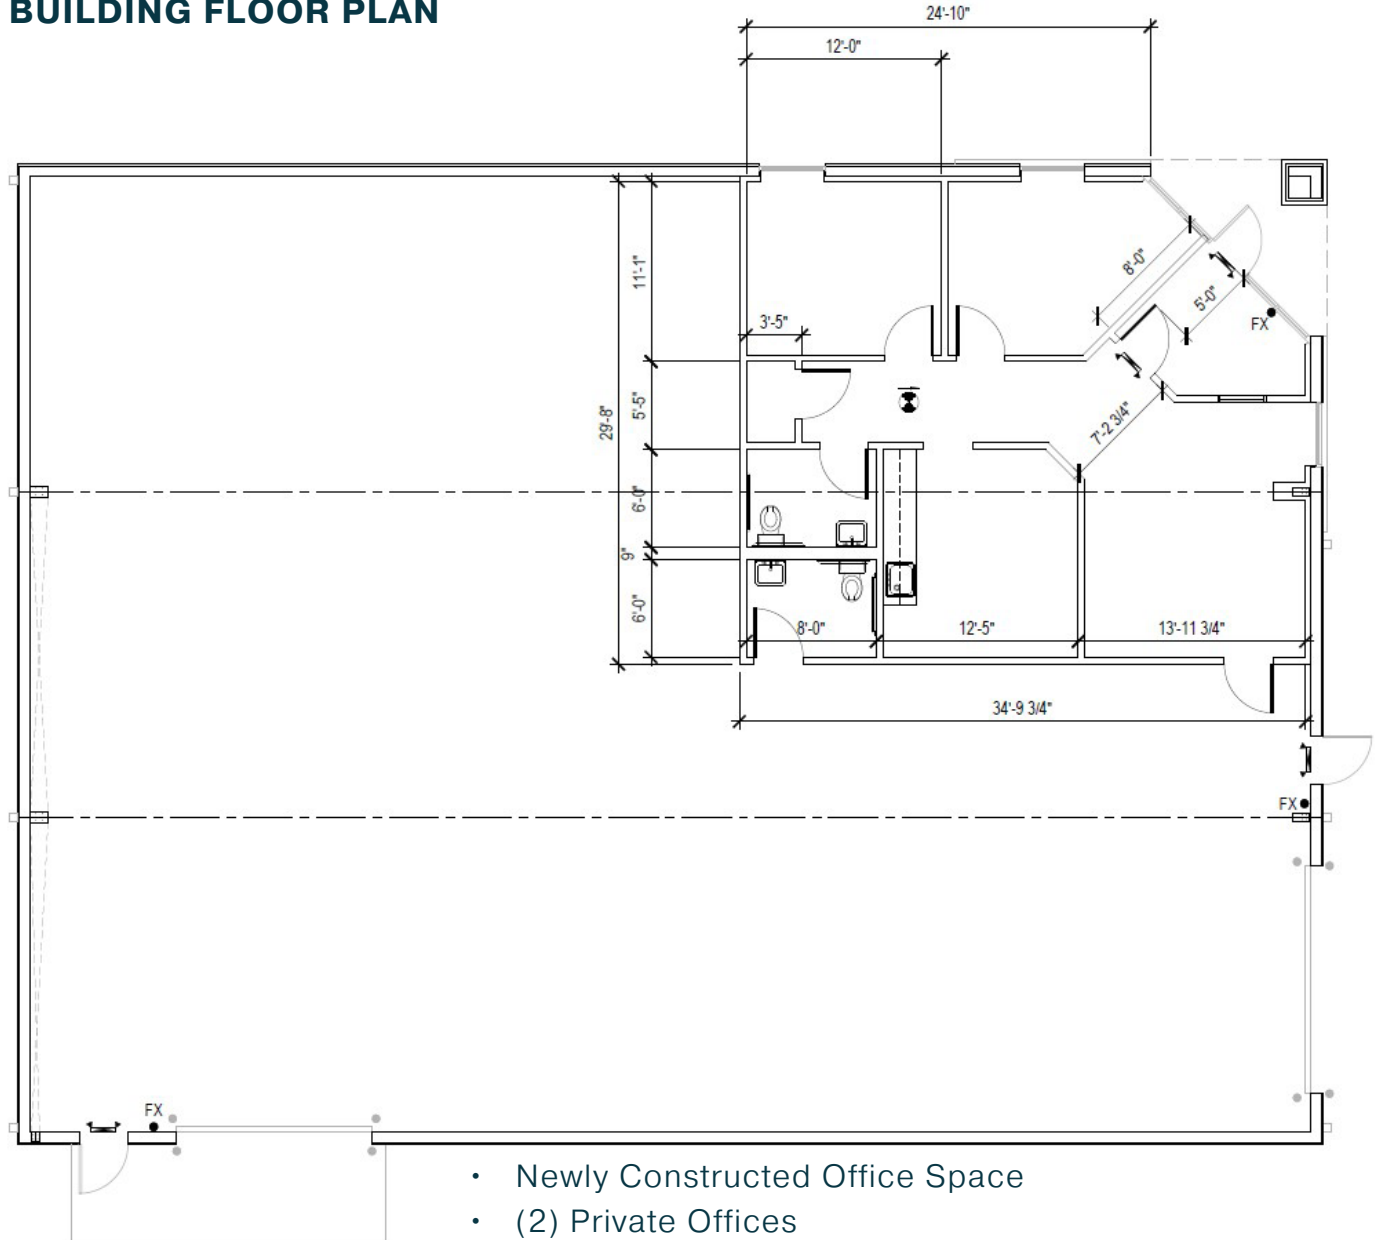 BUILDING FLOOR PLAN
24'-10"
12'-0"
11'-1"
8'-0"
5'-0"
3'-5"
FX
29'-8"
5'-5"
7'-2 3/4"
6'-0"
9"
6'-0"
8'-0"
12'-5"
13'-11 3/4"
34'-9 3/4"
FX
FX
• Newly Constructed Office Space
• (2) Private Offices